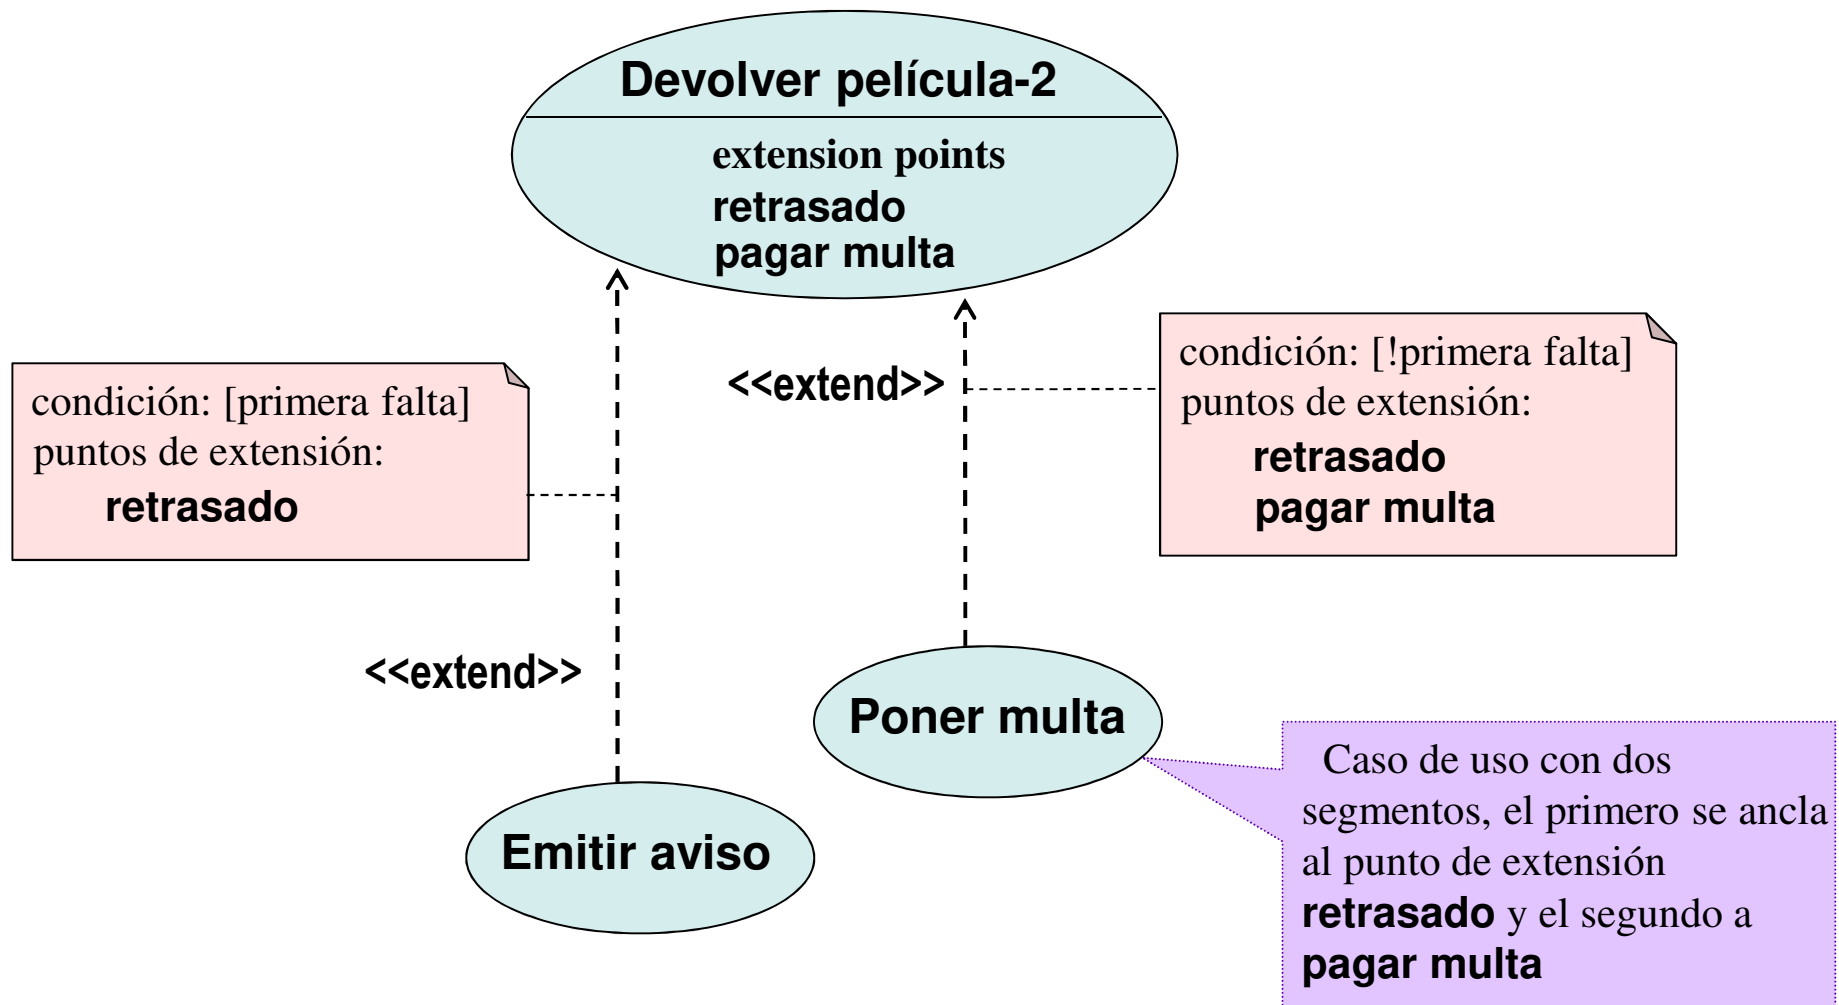 Devolver película-2
extension points
retrasado
pagar multa
condición: [primera falta]
puntos de extensión:
retrasado
<<extend>>
condición: [!primera falta]
puntos de extensión:
retrasado
pagar multa
<<extend>>
Poner multa
Emitir aviso
Caso de uso con dos
segmentos, el primero se ancla
al punto de extensión
retrasado y el segundo a
pagar multa